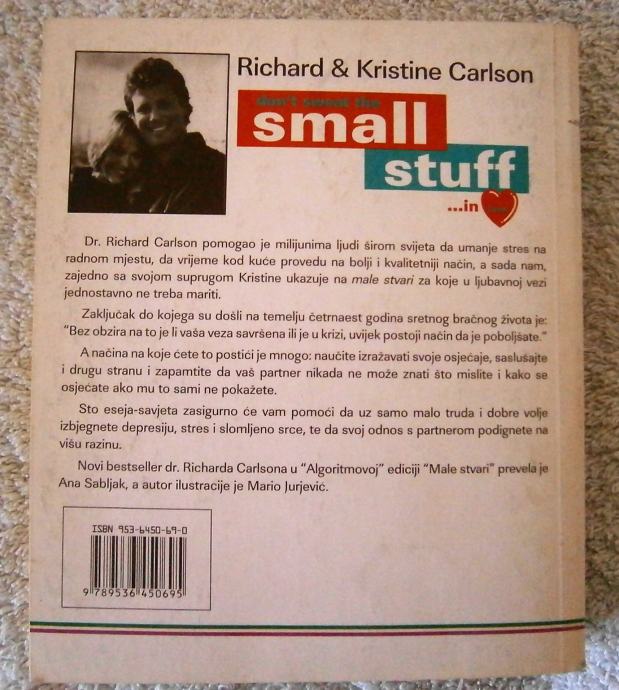 Richard & Kristine Carlson
don't sweat the
small
stuff
...in
Dr. Richard Carlson pomogao je milijunima ljudi širom svijeta da umanje stres na
radnom mjestu, da vrijeme kod kuće provedu na bolji i kvalitetniji način, a sada nam,
zajedno sa svojom suprugom Kristine ukazuje na male stvari za koje u ljubavnoj vezi
jednostavno ne treba mariti.
Zaključak do kojega su došli na temelju četrnaest godina sretnog bračnog života je:
"Bez obzira na to je li vaša veza savršena ili je u krizi, uvijek postoji način da je poboljšate."
A načina na koje ćete to postići je mnogo: naučite izražavati svoje osjećaje, saslušajte
i drugu stranu i zapamtite da vaš partner nikada ne može znati što mislite i kako se
osjećate ako mu to sami ne pokažete.
Sto eseja-savjeta zasigurno će vam pomoći da uz samo malo truda i dobre volje
izbjegnete depresiju, stres i slomljeno srce, te da svoj odnos s partnerom podignete na
višu razinu.
Novi bestseller dr. Richarda Carlsona u "Algoritmovoj" ediciji "Male stvari" prevela je
Ana Sabljak, a autor ilustracije je Mario Jurjević.
ISBN 953-6450-69-0
9 789536 450695